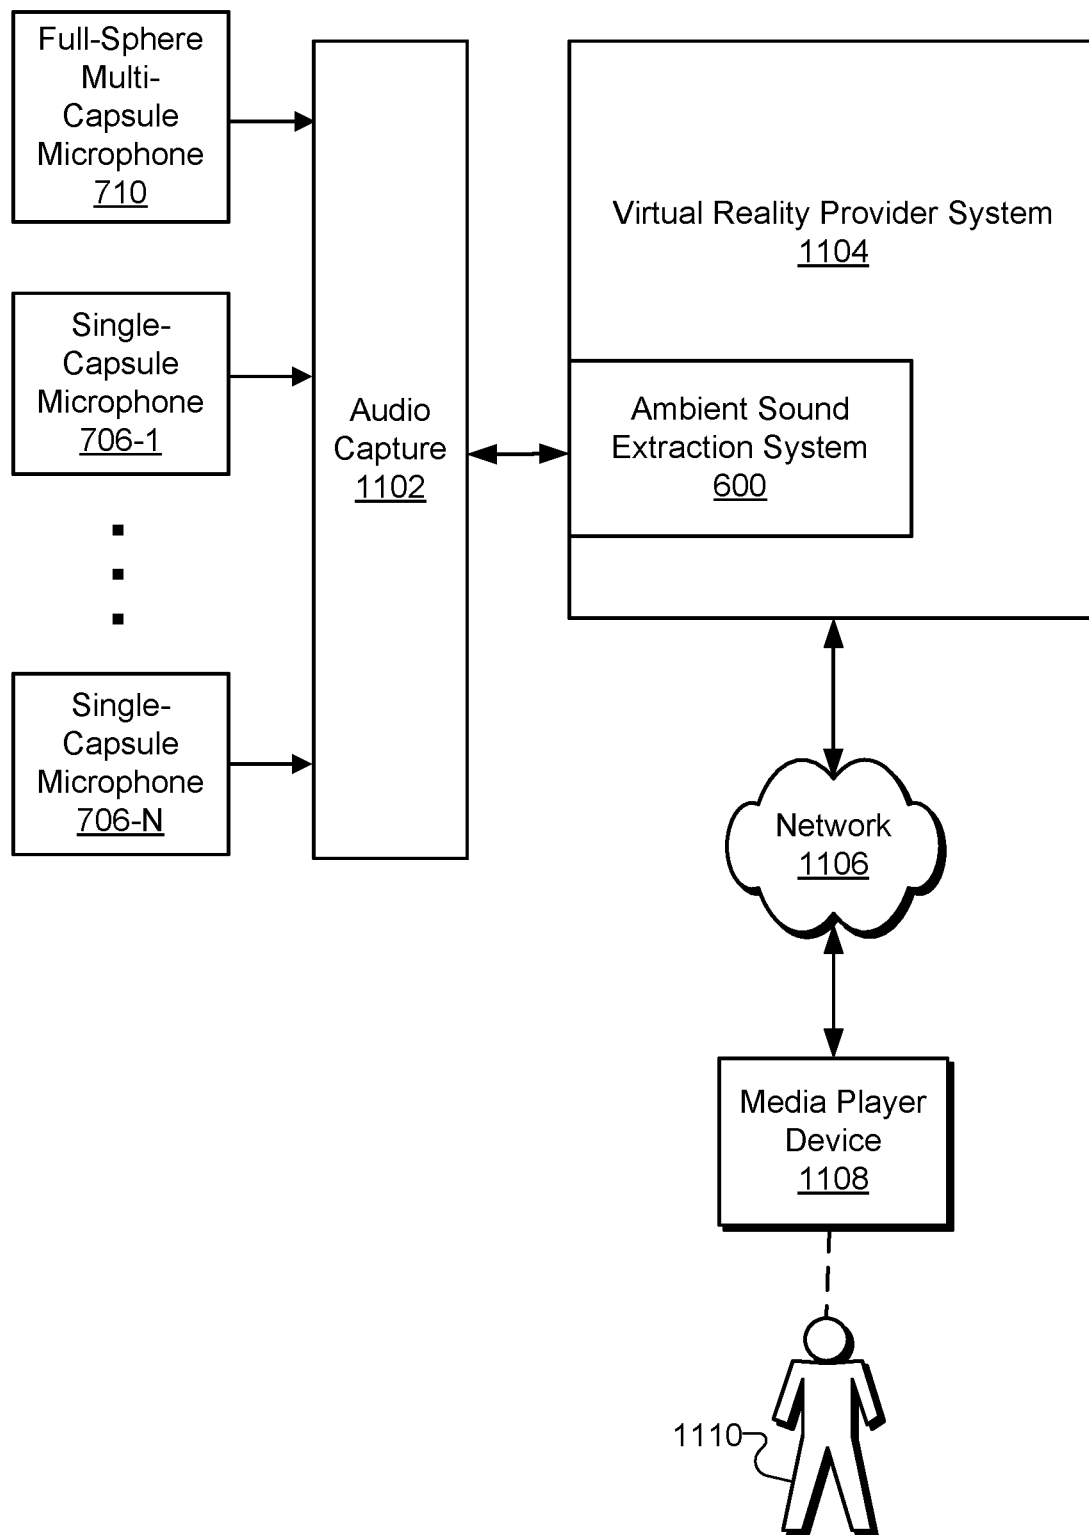 Full-Sphere
Multi-
Capsule
Microphone
710
Single-
Capsule
Microphone
706-1
Single-
Capsule
Microphone
706-N
Audio
Capture
1102
Virtual Reality Provider System
1104
Ambient Sound
Extraction System
600
Network
1106
Media Player
Device
1108
1110